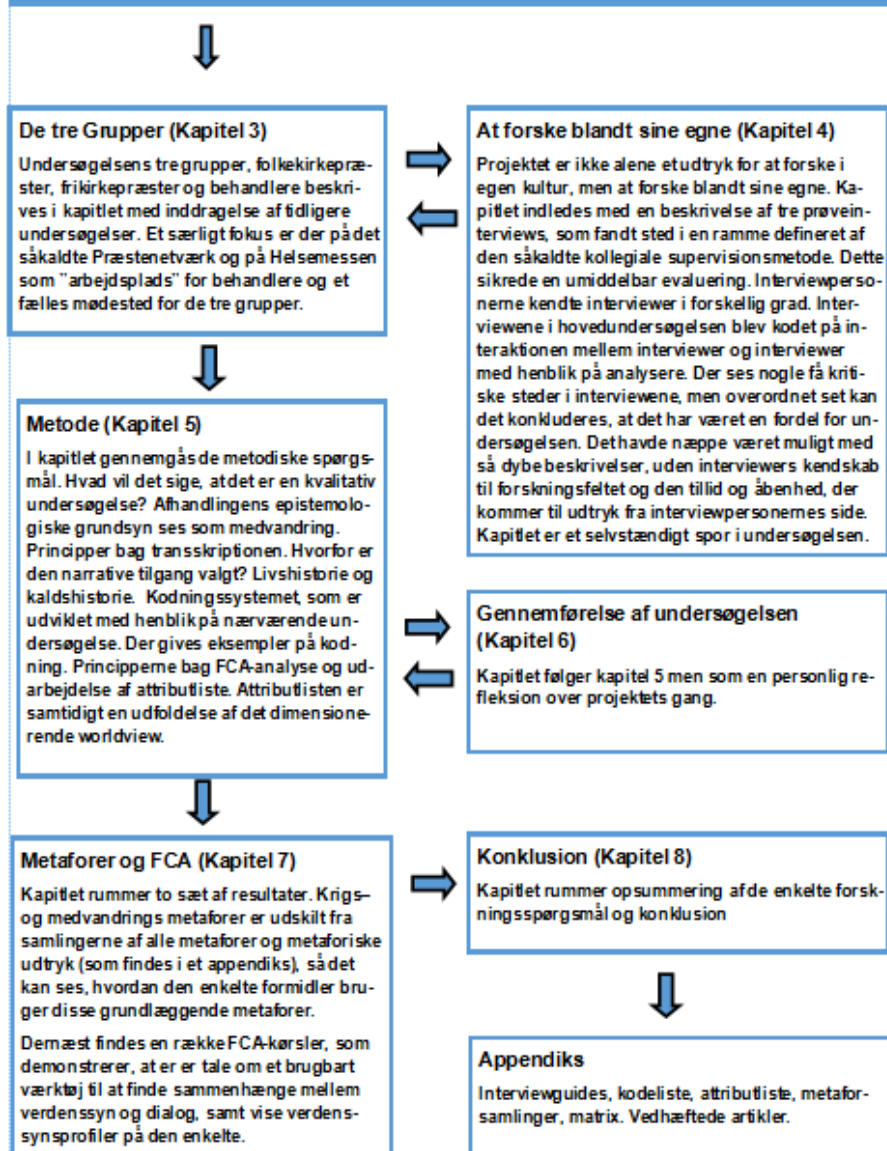 De tre Grupper (Kapitel 3)
Undersøgelsens tre grupper, folkekirkepræ-
ster, frikirkepræster og behandlere beskri-
ves i kapitlet med inddragelse af tidligere
undersøgelser. Et særligt fokus er der på det
såkaldte Præstenetværk og på Helsemessen
som ”arbejdsplads” for behandlere og et
fælles mødested for de tre grupper.
At forske blandt sine egne (Kapitel 4)
Projektet er ikke alene et udtryk for at forske i
egen kultur, men at forske blandt sine egne. Ka-
pitlet indledes med en beskrivelse af tre prøvein-
terviews, som fandt sted i en ramme defineret af
den såkaldte kollegiale supervisionsmetode. Dette
sikrede en umiddelbar evaluering. Interviewperso-
nerne kendte interviewer i forskellig grad. Inter-
viewene i hovedundersøgelsen blev kodet på in-
teraktionen mellem interviewer og interviewer
med henblik på analysere. Der ses nogle få kriti-
ske steder i interviewene, men overordnet set kan
det konkluderes, at det har været en fordel for un-
dersøgelsen. Det havde næppe været muligt med
så dybe beskrivelser, uden interviewers kendskab
til forskningsfeltet og den tillid og åbenhed, der
kommer til udtryk fra interviewpersonernes side.
Kapitlet er et selvstændigt spor i undersøgelsen.
Metode (Kapitel 5)
I kapitlet gennemgås de metodiske spørgs-
mål. Hvad vil det sige, at det er en kvalitativ
undersøgelse? Afhandlingens epistemolo-
giske grundsyn ses som medvandring.
Principper bag transskriptionen. Hvorfor er
den narrative tilgang valgt? Livshistorie og
kaldshistorie. Kodningssystemet, som er
udviklet med henblik på nærværende un-
dersøgelse. Der gives eksempler på kod-
ning. Principperne bag FCA-analyse og ud-
arbejdelse af attributliste. Attributlisten er
samtidigt en udfoldelse af det dimensione-
rende worldview.
Gennemførelse af undersøgelsen
(Kapitel 6)
Kapitlet følger kapitel 5 men som en personlig re-
fleksion over projektets gang.
Metaforer og FCA (Kapitel 7)
Kapitlet rummer to sæt af resultater. Krigs–
og medvandrings metaforer er udskilt fra
samlingerne af alle metaforer og metaforiske
udtryk (som findes i et appendiks), så det
kan ses, hvordan den enkelte formidler bru-
ger disse grundlæggende metaforer.
Dernæst findes en række FCA-kørsler, som
demonstrerer, at er er tale om et brugbart
værktøj til at finde sammenhænge mellem
verdenssyn og dialog, samt vise verdens-
synsprofiler på den enkelte.
Konklusion (Kapitel 8)
Kapitlet rummer opsummering af de enkelte forsk-
ningsspørgsmål og konklusion
Appendiks
Interviewguides, kodeliste, attributliste, metafor-
samlinger, matrix. Vedhæftede artikler.